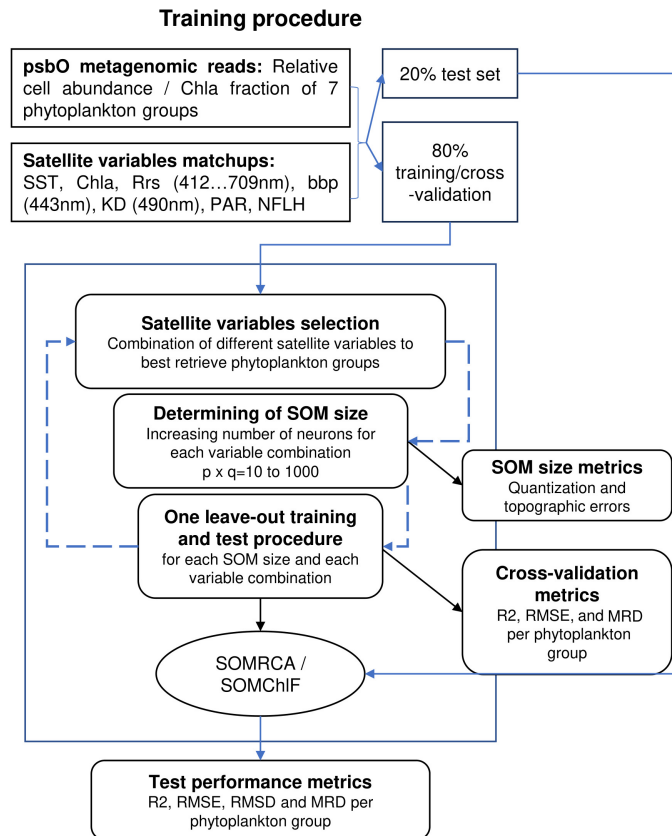 Training procedure
psbO metagenomic reads: Relative
cell abundance / Chla fraction of 7
phytoplankton groups
20% test set
Satellite variables matchups:
SST, Chla, Rrs (412…709nm), bbp
(443nm), KD (490nm), PAR, NFLH
80%
training/cross
-validation
Satellite variables selection
Combination of different satellite variables to
best retrieve phytoplankton groups
Determining of SOM size
Increasing number of neurons for
each variable combination
p x q=10 to 1000
SOM size metrics
Quantization and
topographic errors
One leave-out training
and test procedure
for each SOM size and each
variable combination
Cross-validation
metrics
R2, RMSE, and MRD
per phytoplankton
group
SOMRCA /
SOMChlF
Test performance metrics
R2, RMSE, RMSD and MRD per
phytoplankton group